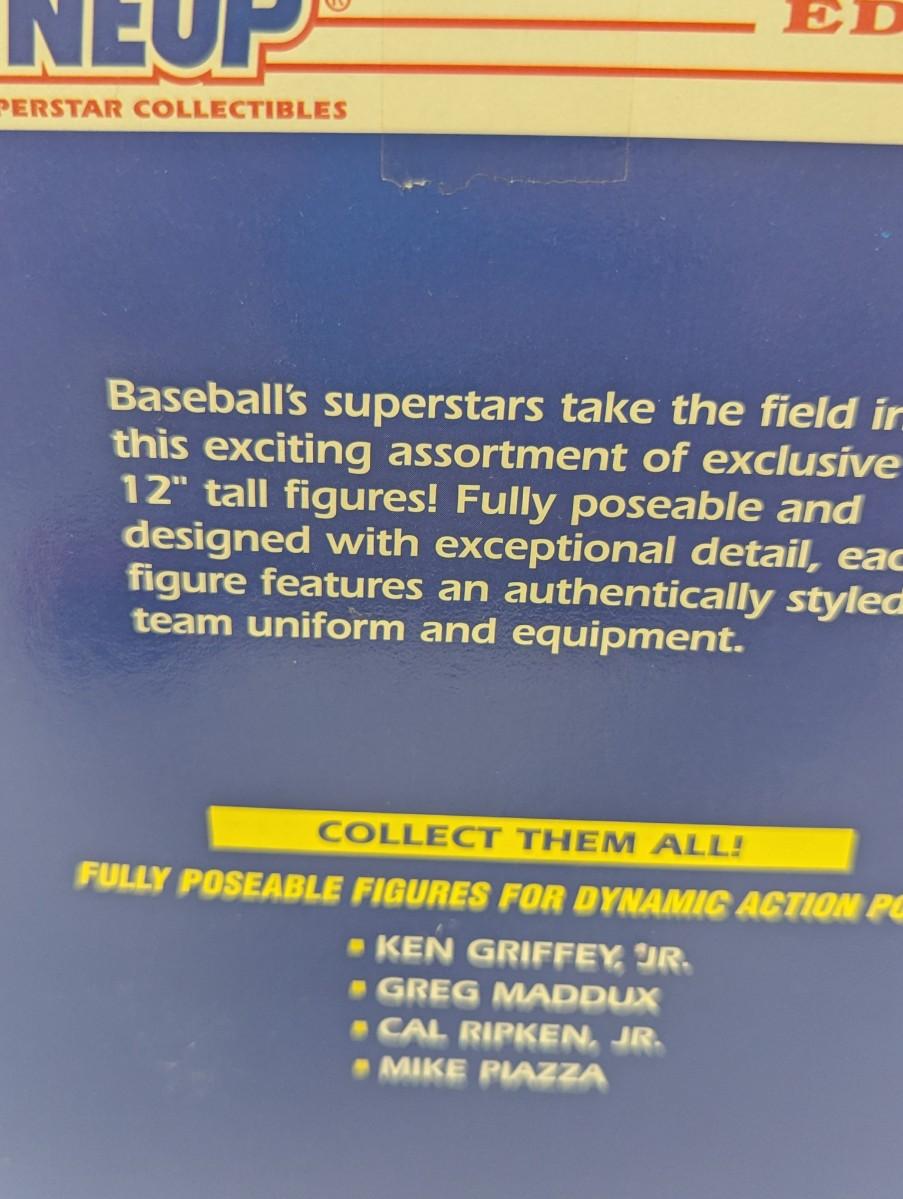 NEUP® ED
PERSTAR COLLECTIBLES
Baseball's superstars take the field in
this exciting assortment of exclusive
12" tall figures! Fully poseable and
designed with exceptional detail, eac
figure features an authentically styled
team uniform and equipment.
COLLECT THEM ALL!
FULLY POSEABLE FIGURES FOR DYNAMIC ACTION PO
▪ KEN GRIFFEY, JR.
▪ GREG MADDUX
▪ CAL RIPKEN, JR.
▪ MIKE PIAZZA